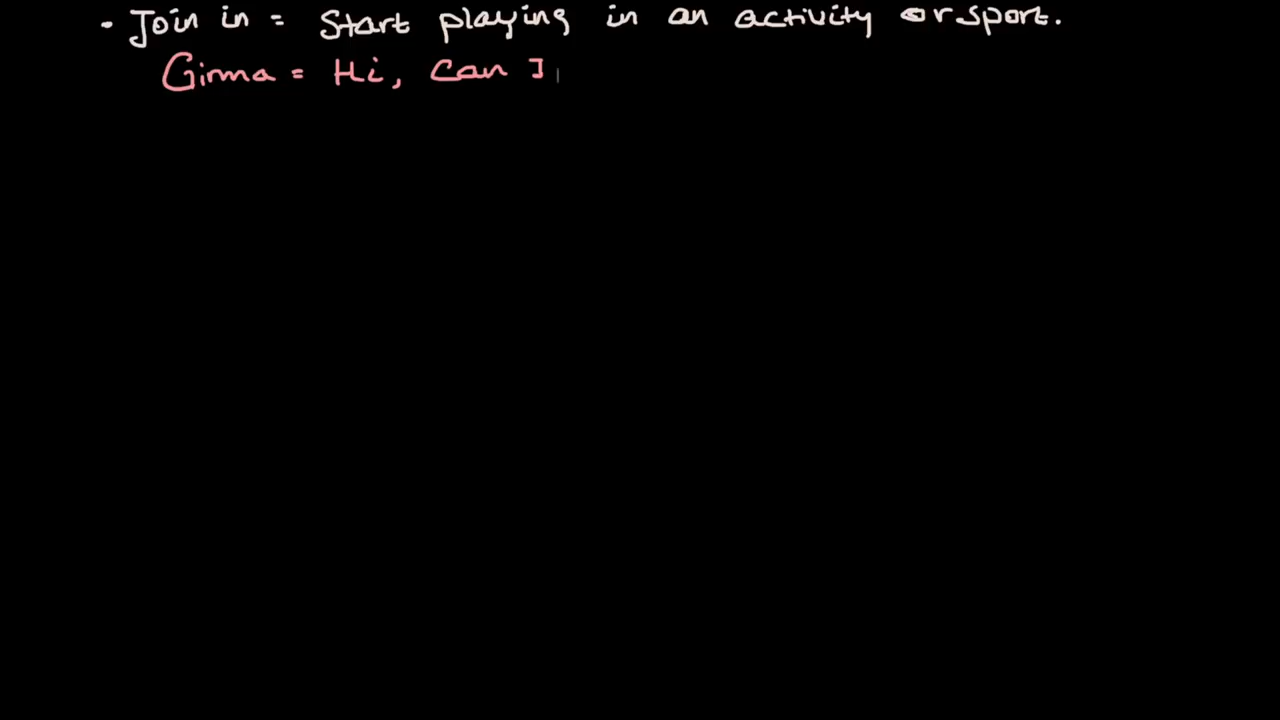 - Join in = Start playing in an activity or sport.
Girma = Hi, Can I